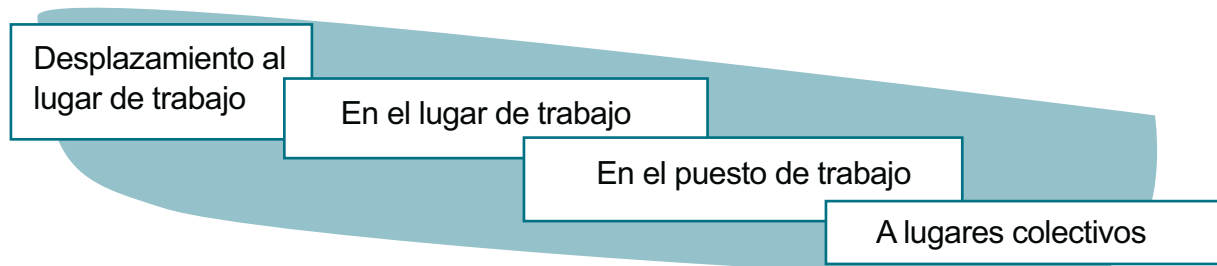 Desplazamiento al
lugar de trabajo
En el lugar de trabajo
En el puesto de trabajo
A lugares colectivos